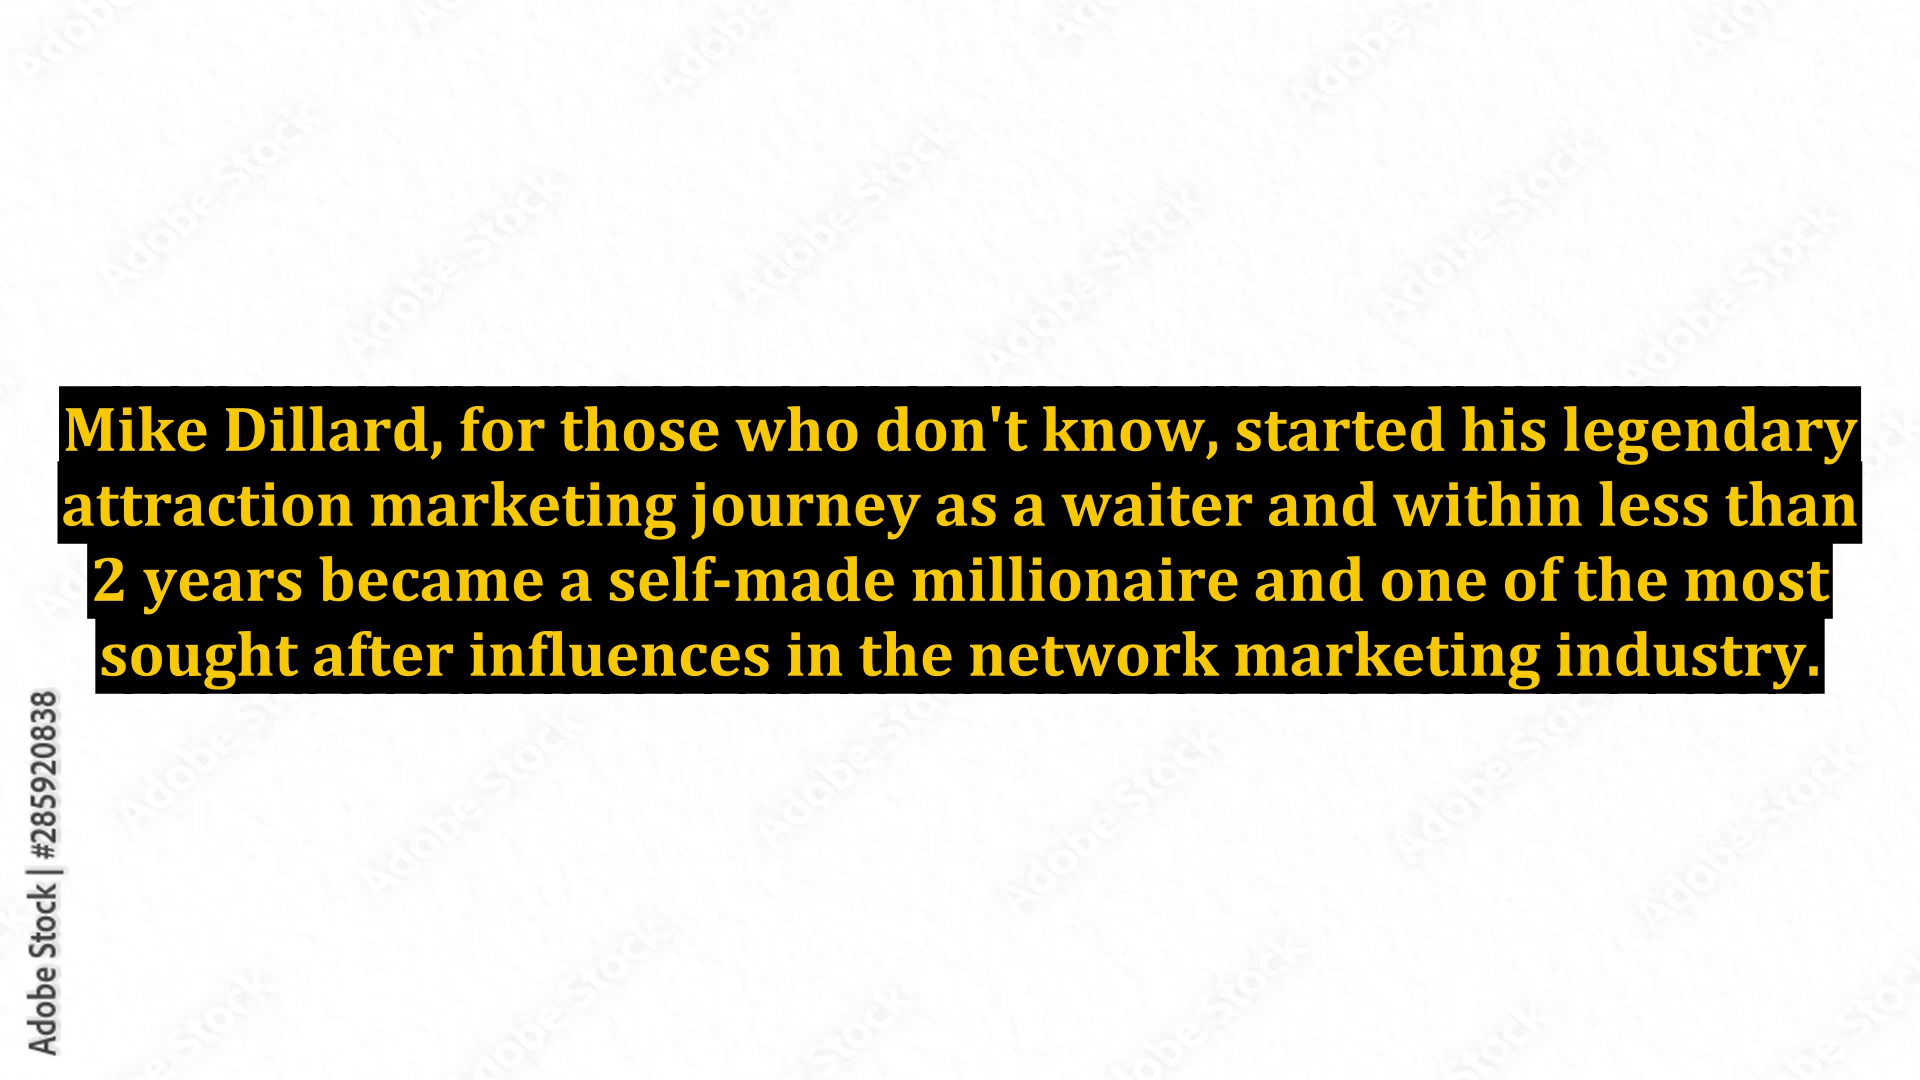 Mike Dillard, for those who don't know, started his legendary
attraction marketing journey as a waiter and within less than
2 years became a self-made millionaire and one of the most
sought after influences in the network marketing industry.
Adobe Stock | #285920838
Adobe Stock